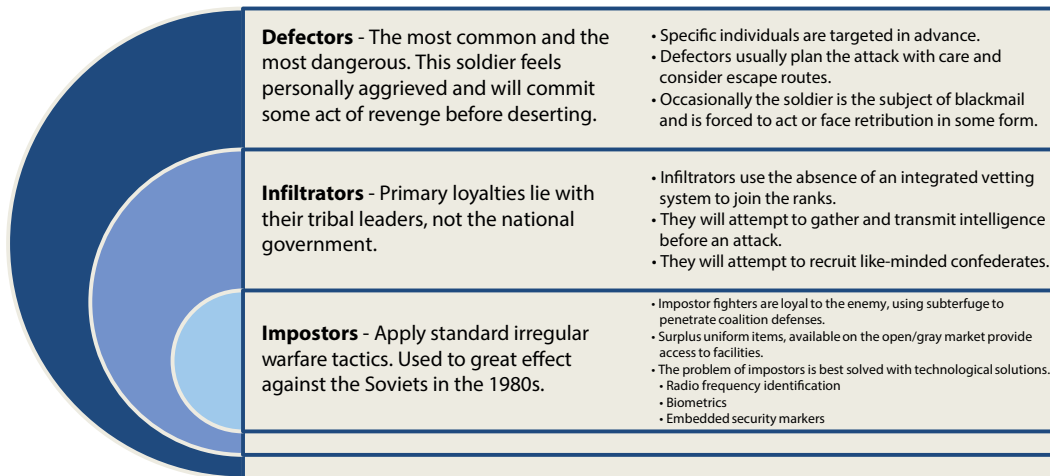 Defectors - The most common and the
most dangerous. This soldier feels
personally aggrieved and will commit
some act of revenge before deserting.
• Specific individuals are targeted in advance.
• Defectors usually plan the attack with care and
consider escape routes.
• Occasionally the soldier is the subject of blackmail
and is forced to act or face retribution in some form.
Infiltrators - Primary loyalties lie with
their tribal leaders, not the national
government.
• Infiltrators use the absence of an integrated vetting
system to join the ranks.
• They will attempt to gather and transmit intelligence
before an attack.
• They will attempt to recruit like-minded confederates.
Impostors - Apply standard irregular
warfare tactics. Used to great effect
against the Soviets in the 1980s.
• Impostor fighters are loyal to the enemy, using subterfuge to
penetrate coalition defenses.
• Surplus uniform items, available on the open/gray market provide
access to facilities.
• The problem of impostors is best solved with technological solutions.
• Radio frequency identification
• Biometrics
• Embedded security markers